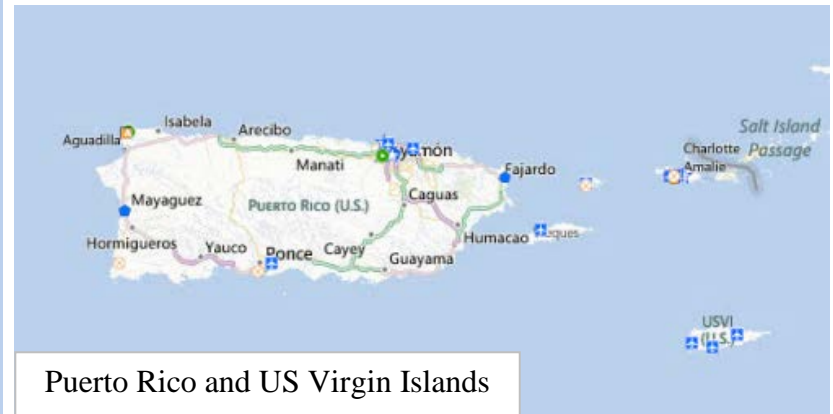 Salt Island
Passage
Isabela
Aguadilla
Arecibo
Manati
Charlotte
Amalie
Fajardo
Mayaguez
PUERTO RICO (U.S.)
Caguas
Hormigueros
Yauco
Ponce
Cayey
Guayama
Humacao
USVI
(U.S.)
Puerto Rico and US Virgin Islands